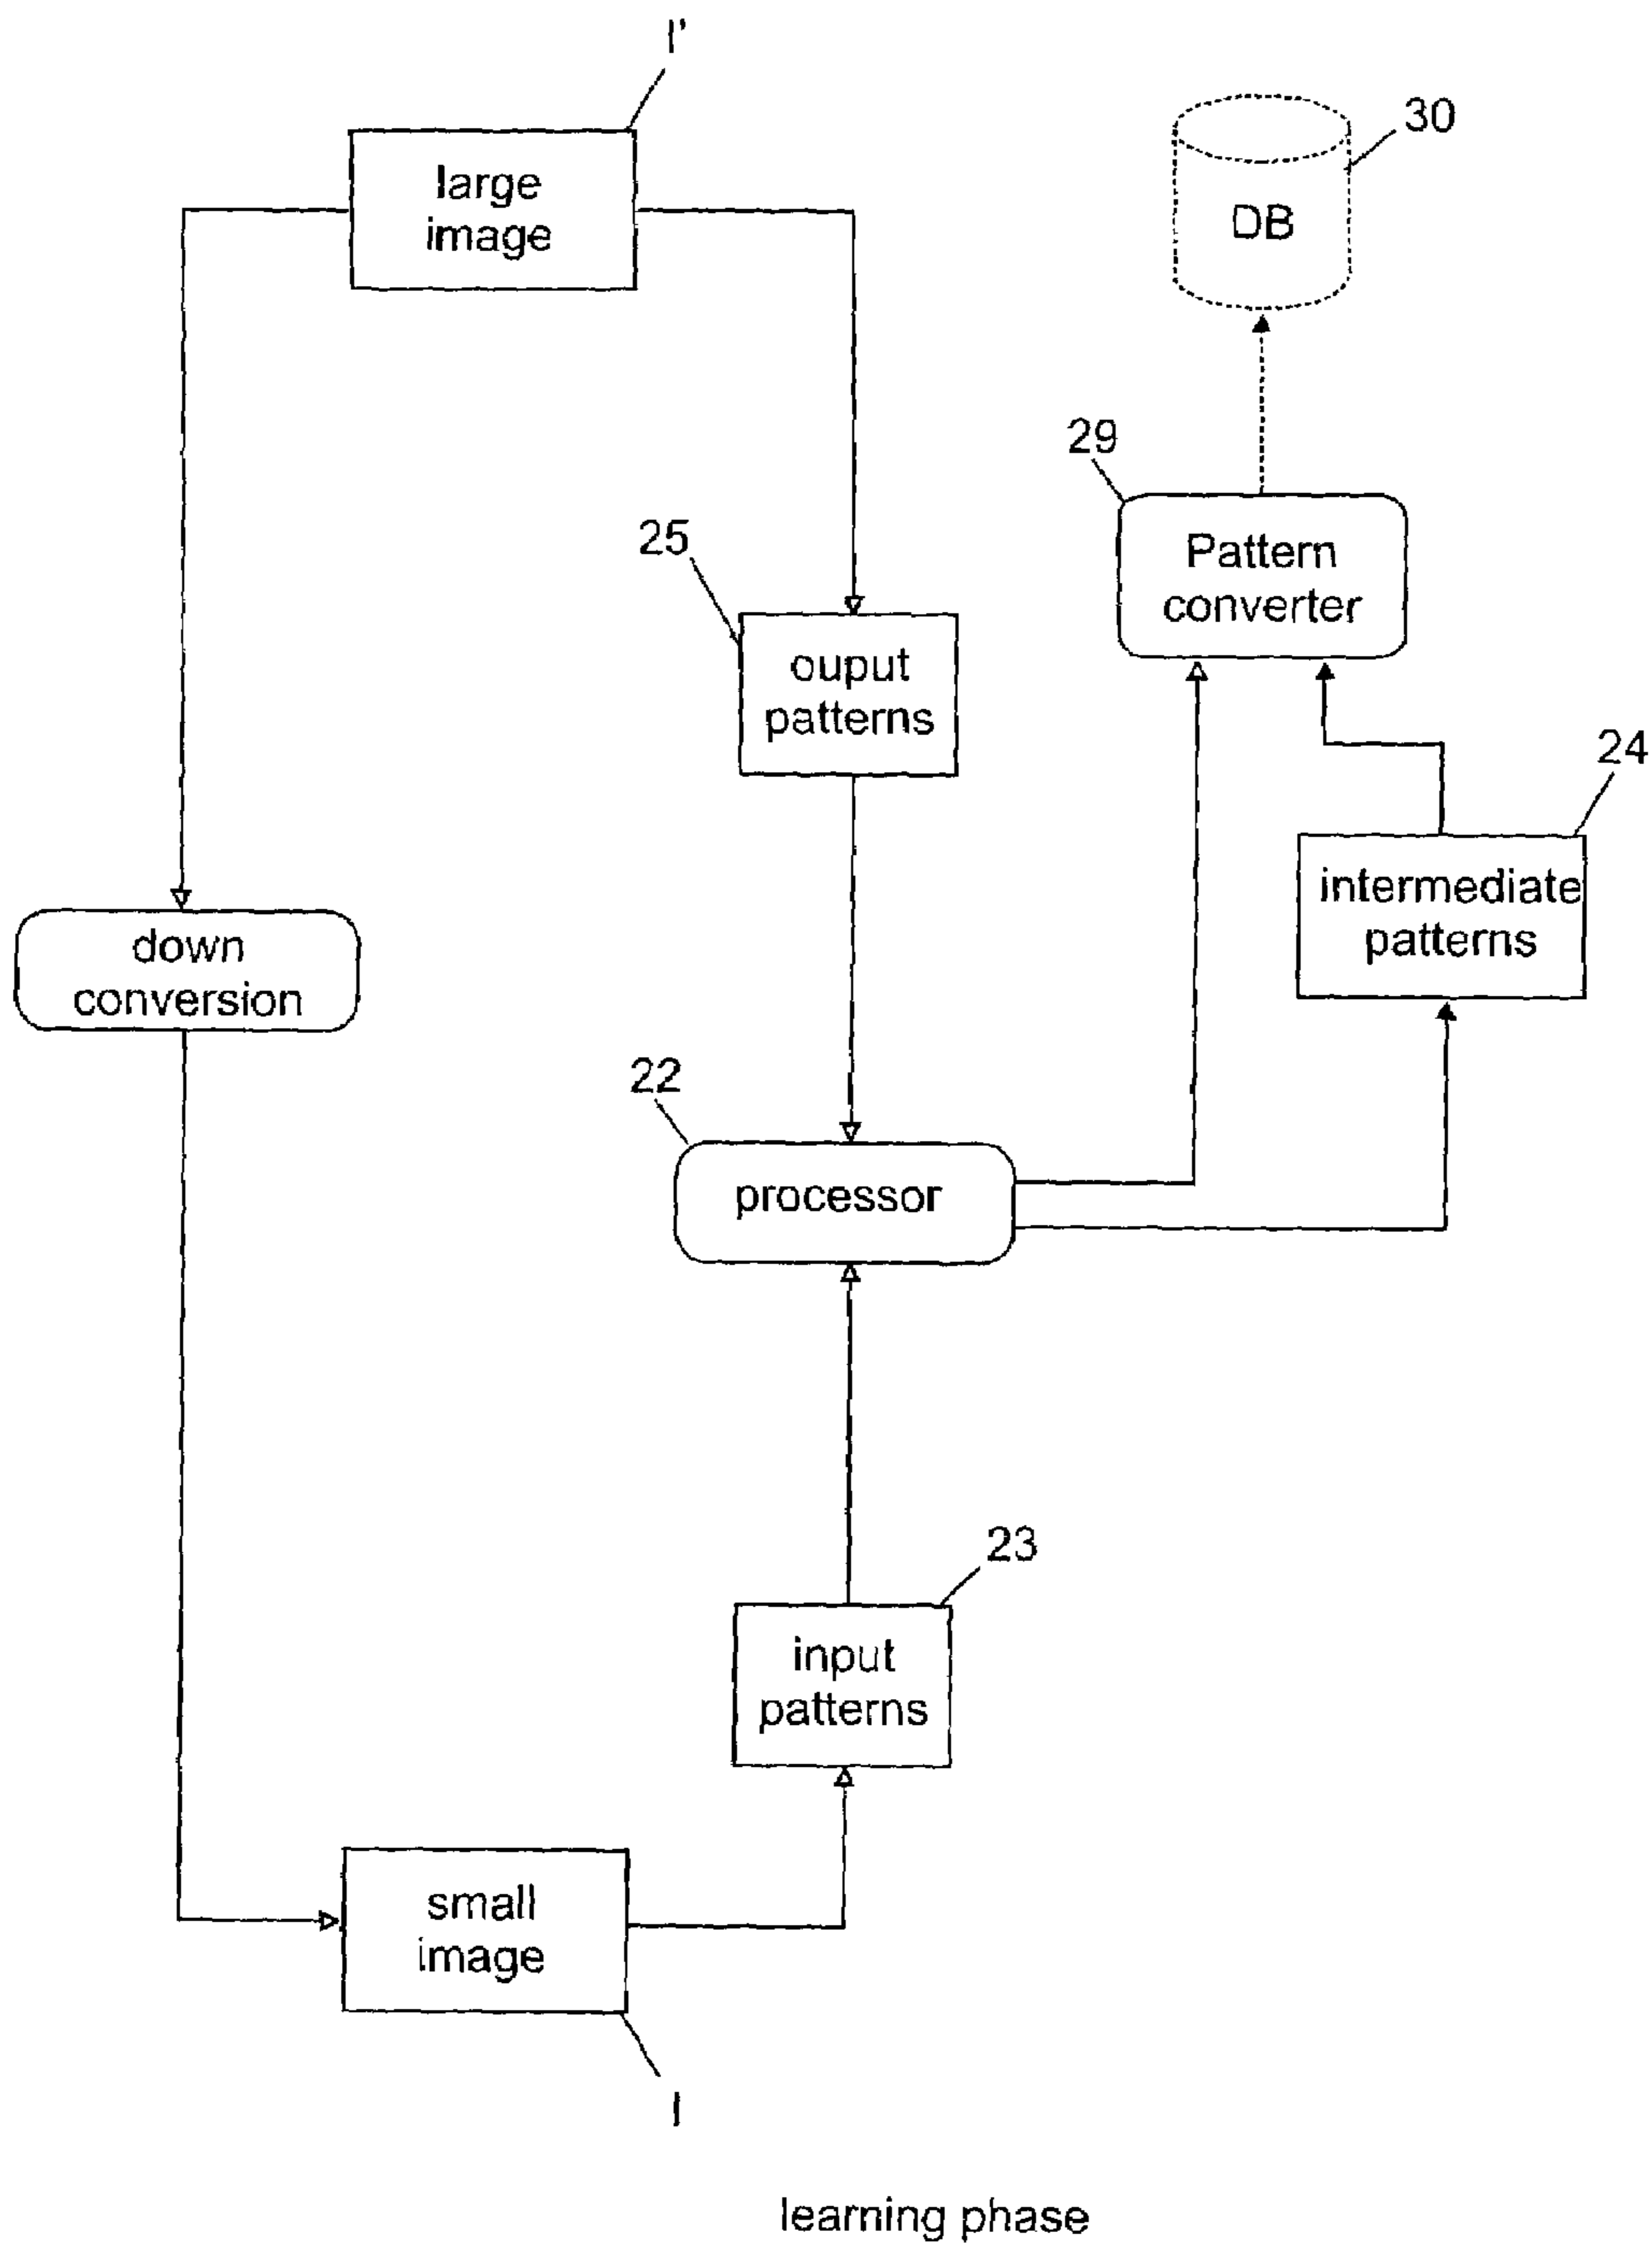 I'
large
image
30
DB
29
Pattern
converter
25
ouput
patterns
24
intermediate
patterns
down
conversion
22
processor
23
input
patterns
small
image
I
learning phase